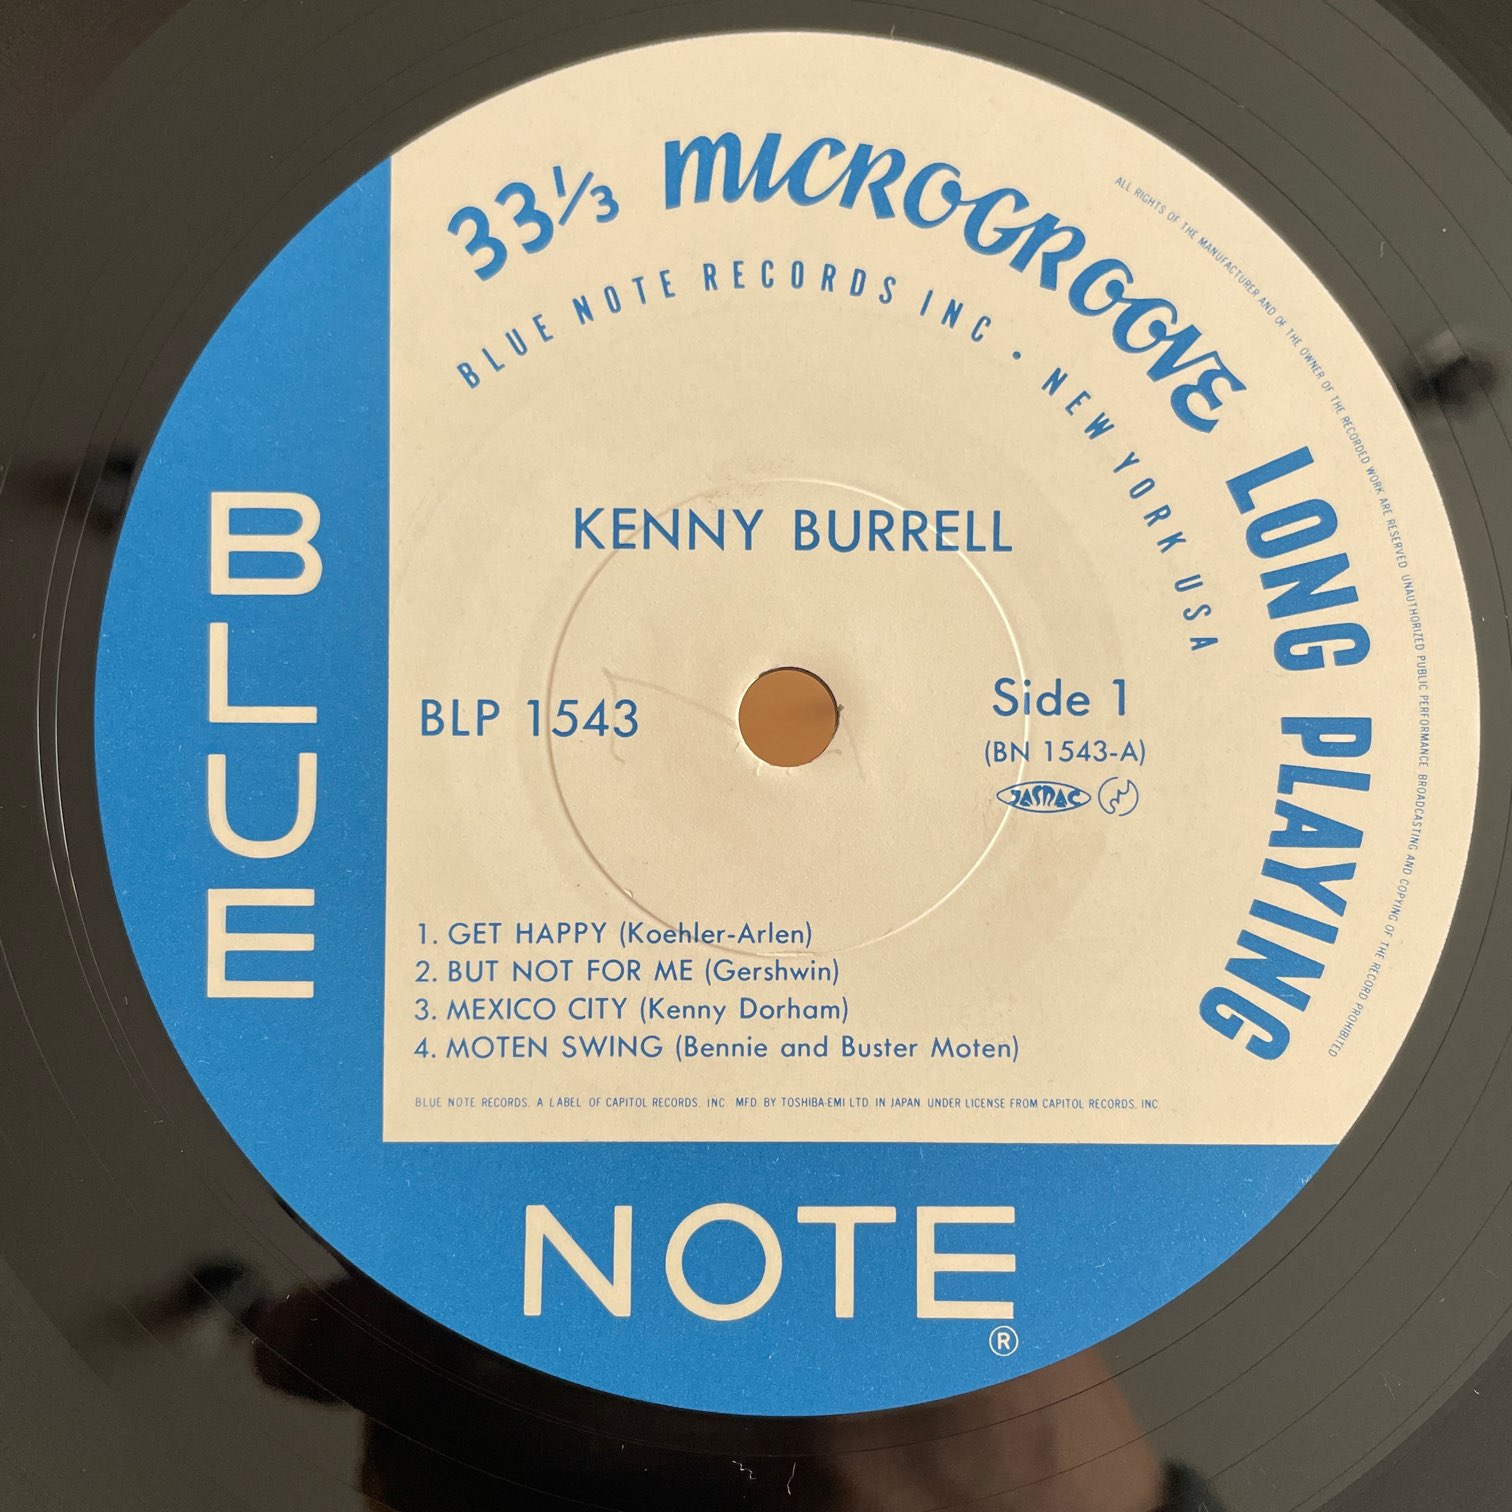 33⅓ MICROGROOVE LONG PLAYING
ALL RIGHTS OF THE MANUFACTURER AND OF THE OWNER OF THE RECORDED WORK ARE RESERVED UNAUTHORIZED PUBLIC PERFORMANCE BROADCASTING AND COPYING OF THE RECORD PROHIBITED
BLUE NOTE RECORDS INC · NEW YORK USA
KENNY BURRELL
BLP 1543
Side 1
(BN 1543-A)
JASRAC
1. GET HAPPY (Koehler-Arlen)
2. BUT NOT FOR ME (Gershwin)
3. MEXICO CITY (Kenny Dorham)
4. MOTEN SWING (Bennie and Buster Moten)
BLUE NOTE RECORDS, A LABEL OF CAPITOL RECORDS, INC. MFD. BY TOSHIBA-EMI LTD. IN JAPAN. UNDER LICENSE FROM CAPITOL RECORDS, INC.
BLUE
NOTE
®